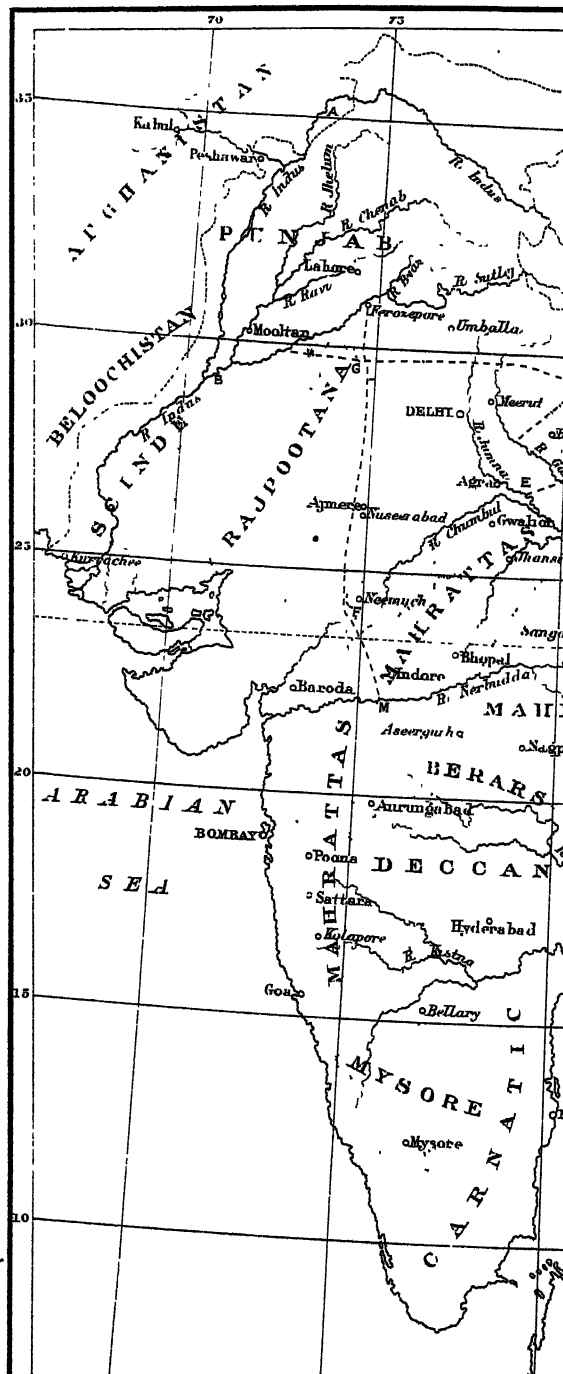 70
75
35
AFGHANISTAN
Kabul
Peshawar
A
R Indus
R Jhelum
R Indus
PUNJAB
R Chenab
Lahore
R Ravi
R Beas
R Sutlej
Ferozepore
Umballa
30
Mooltan
BELOOCHISTAN
B
G
R Indus
SCINDE
RAJPOOTANA
DELHI
Meerut
R Jumna
Agra
E
Ajmere
Nuseerabad
R Chumbul
Gwalior
25
Kurrachee
Jhansi
Neemuch
F
MAHRATTAS
Bhopal
Indore
Baroda
M
R Nerbudda
Aseerguha
20
ARABIAN
SEA
BERARS
Aurungabad
BOMBAY
Poona
DECCAN
MAHRATTAS
Sattara
Kolapore
Hyderabad
R Kistna
15
Goa
Bellary
MYSORE
Mysore
CARNATIC
10